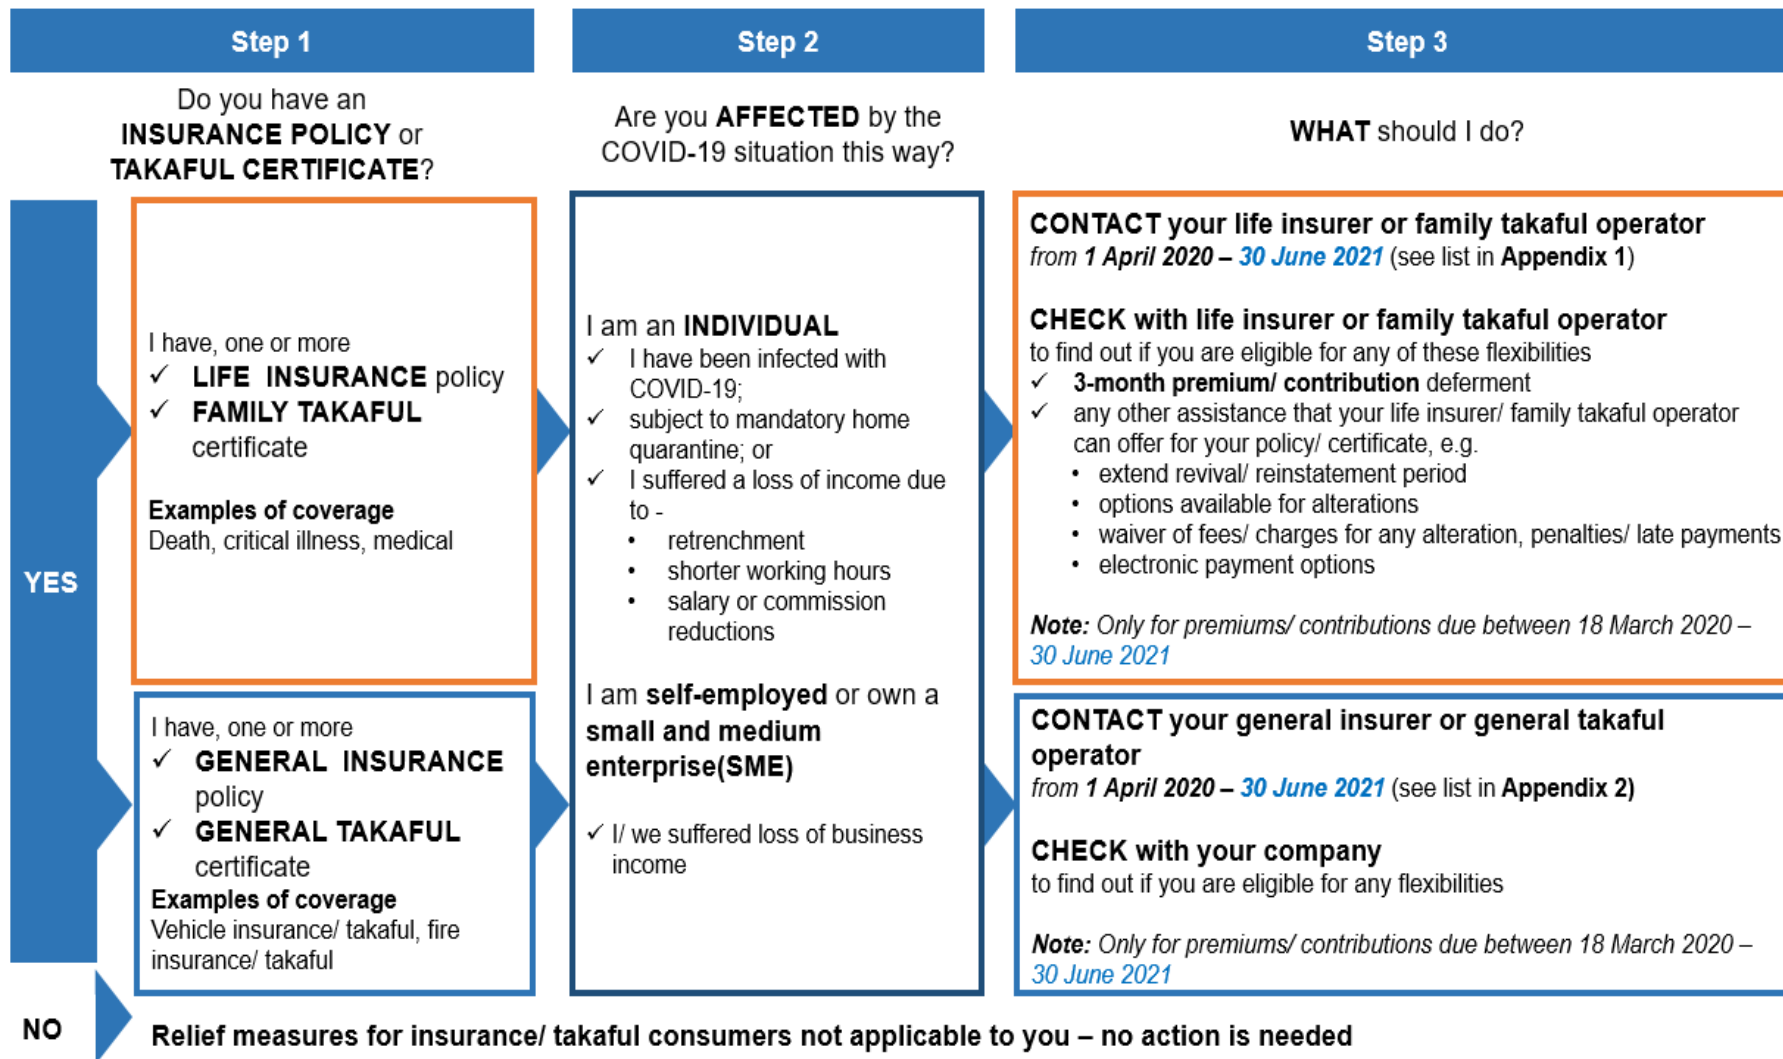 Step 1
Step 2
Step 3
Do you have an
INSURANCE POLICY or
TAKAFUL CERTIFICATE?
Are you AFFECTED by the
COVID-19 situation this way?
WHAT should I do?
YES
I have, one or more
✓ LIFE INSURANCE policy
✓ FAMILY TAKAFUL
certificate
Examples of coverage
Death, critical illness, medical
I have, one or more
✓ GENERAL INSURANCE
policy
✓ GENERAL TAKAFUL
certificate
Examples of coverage
Vehicle insurance/ takaful, fire
insurance/ takaful
I am an INDIVIDUAL
✓ I have been infected with
COVID-19;
✓ subject to mandatory home
quarantine; or
✓ I suffered a loss of income due
to -
• retrenchment
• shorter working hours
• salary or commission
reductions
I am self-employed or own a
small and medium
enterprise(SME)
✓ I/ we suffered loss of business
income
CONTACT your life insurer or family takaful operator
from 1 April 2020 – 30 June 2021 (see list in Appendix 1)
CHECK with life insurer or family takaful operator
to find out if you are eligible for any of these flexibilities
✓ 3-month premium/ contribution deferment
✓ any other assistance that your life insurer/ family takaful operator
can offer for your policy/ certificate, e.g.
• extend revival/ reinstatement period
• options available for alterations
• waiver of fees/ charges for any alteration, penalties/ late payments
• electronic payment options
Note: Only for premiums/ contributions due between 18 March 2020 –
30 June 2021
CONTACT your general insurer or general takaful
operator
from 1 April 2020 – 30 June 2021 (see list in Appendix 2)
CHECK with your company
to find out if you are eligible for any flexibilities
Note: Only for premiums/ contributions due between 18 March 2020 –
30 June 2021
NO
Relief measures for insurance/ takaful consumers not applicable to you – no action is needed